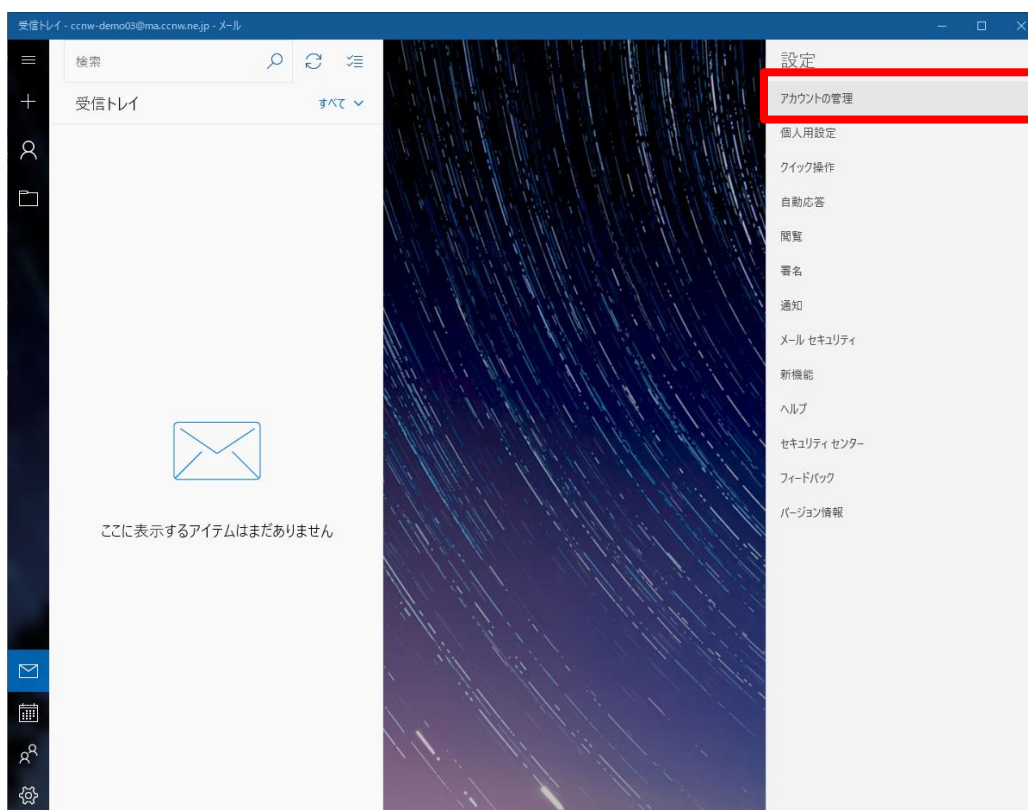 受信トレイ - ccnw-demo03@ma.ccnw.ne.jp - メール
検索
受信トレイ
すべて
ここに表示するアイテムはまだありません
設定
アカウントの管理
個人用設定
クイック操作
自動応答
閲覧
署名
通知
メール セキュリティ
新機能
ヘルプ
セキュリティ センター
フィードバック
バージョン情報